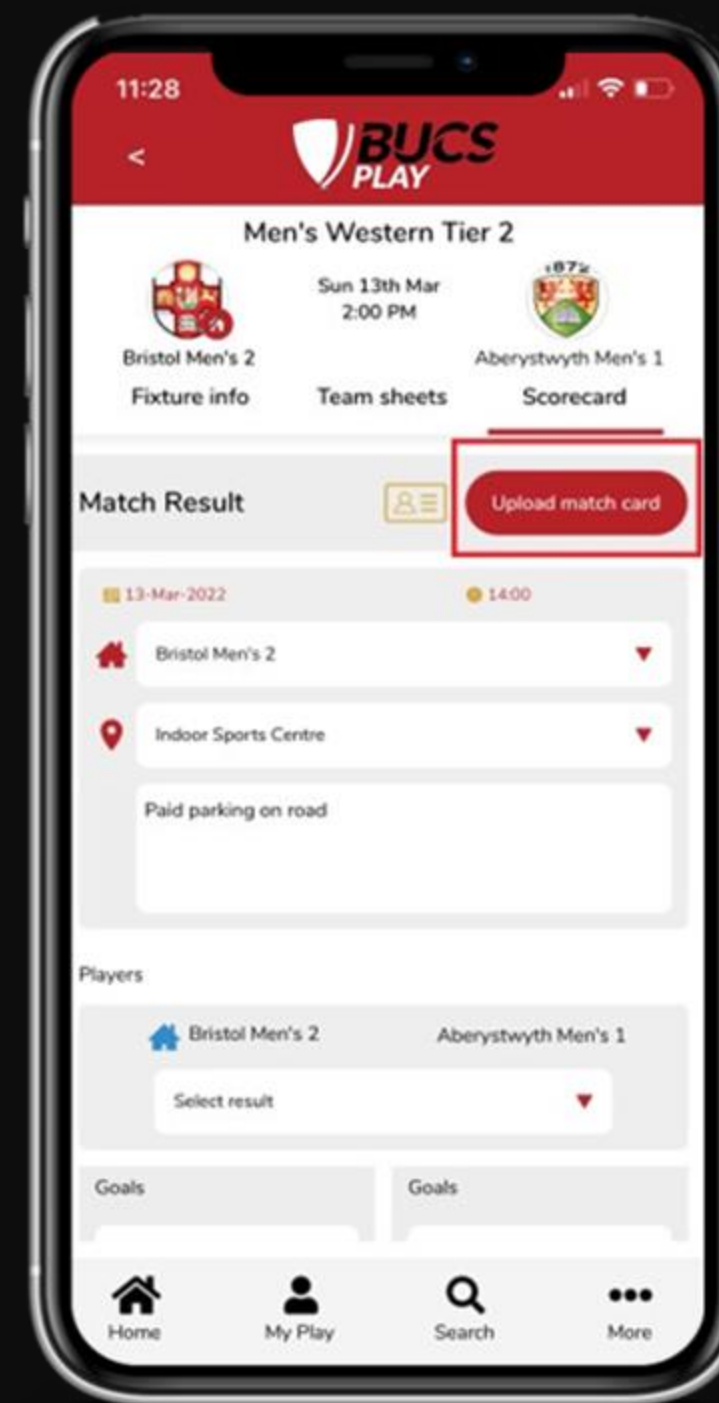 11:28
<
BUCS
PLAY
Men's Western Tier 2
Sun 13th Mar
2:00 PM
1872
Bristol Men's 2
Aberystwyth Men's 1
Fixture info
Team sheets
Scorecard
Match Result
Upload match card
13-Mar-2022
14:00
Bristol Men's 2
Indoor Sports Centre
Paid parking on road
Players
Bristol Men's 2
Aberystwyth Men's 1
Select result
Goals
Goals
Home
My Play
Search
More